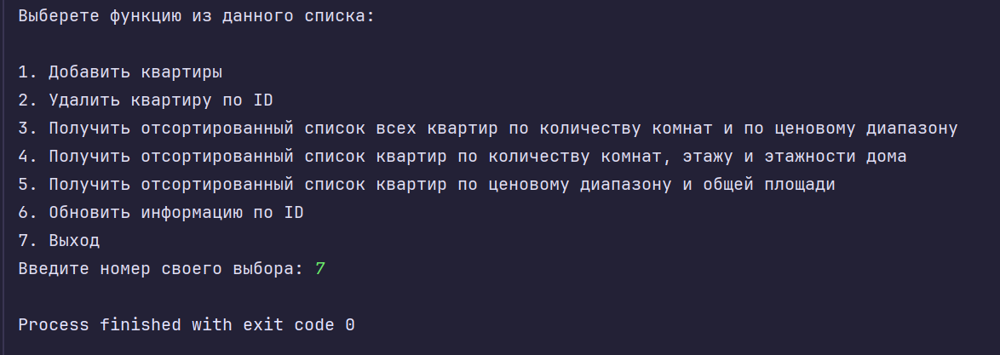 Выберете функцию из данного списка:
1. Добавить квартиры
2. Удалить квартиру по ID
3. Получить отсортированный список всех квартир по количеству комнат и по ценовому диапазону
4. Получить отсортированный список квартир по количеству комнат, этажу и этажности дома
5. Получить отсортированный список квартир по ценовому диапазону и общей площади
6. Обновить информацию по ID
7. Выход
Введите номер своего выбора: 7
Process finished with exit code 0